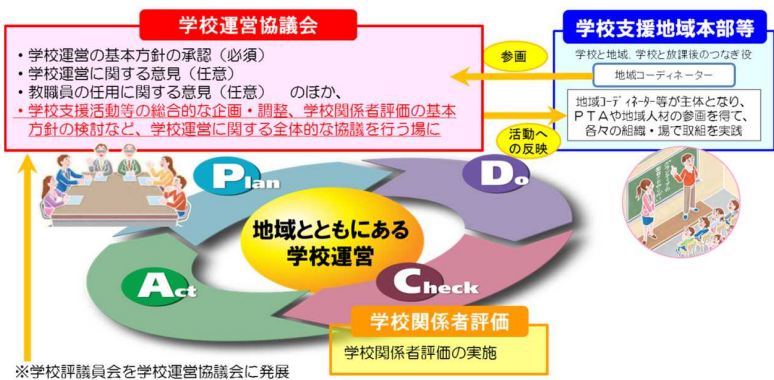 学校運営協議会
・学校運営の基本方針の承認（必須）
・学校運営に関する意見（任意）
・教職員の任用に関する意見（任意）　のほか、
・学校支援活動等の総合的な企画・調整、学校関係者評価の基本
方針の検討など、学校運営に関する全体的な協議を行う場に
参画
活動へ
の反映
学校支援地域本部等
学校と地域、学校と放課後のつなぎ役
地域コーディネーター
地域ｺｰﾃﾞｨﾈｰﾀｰ等が主体となり、
ＰＴＡや地域人材の参画を得て、
各々の組織・場で取組を実践
Plan
Do
地域とともにある
学校運営
Act
Check
学校関係者評価
学校関係者評価の実施
※学校評議員会を学校運営協議会に発展